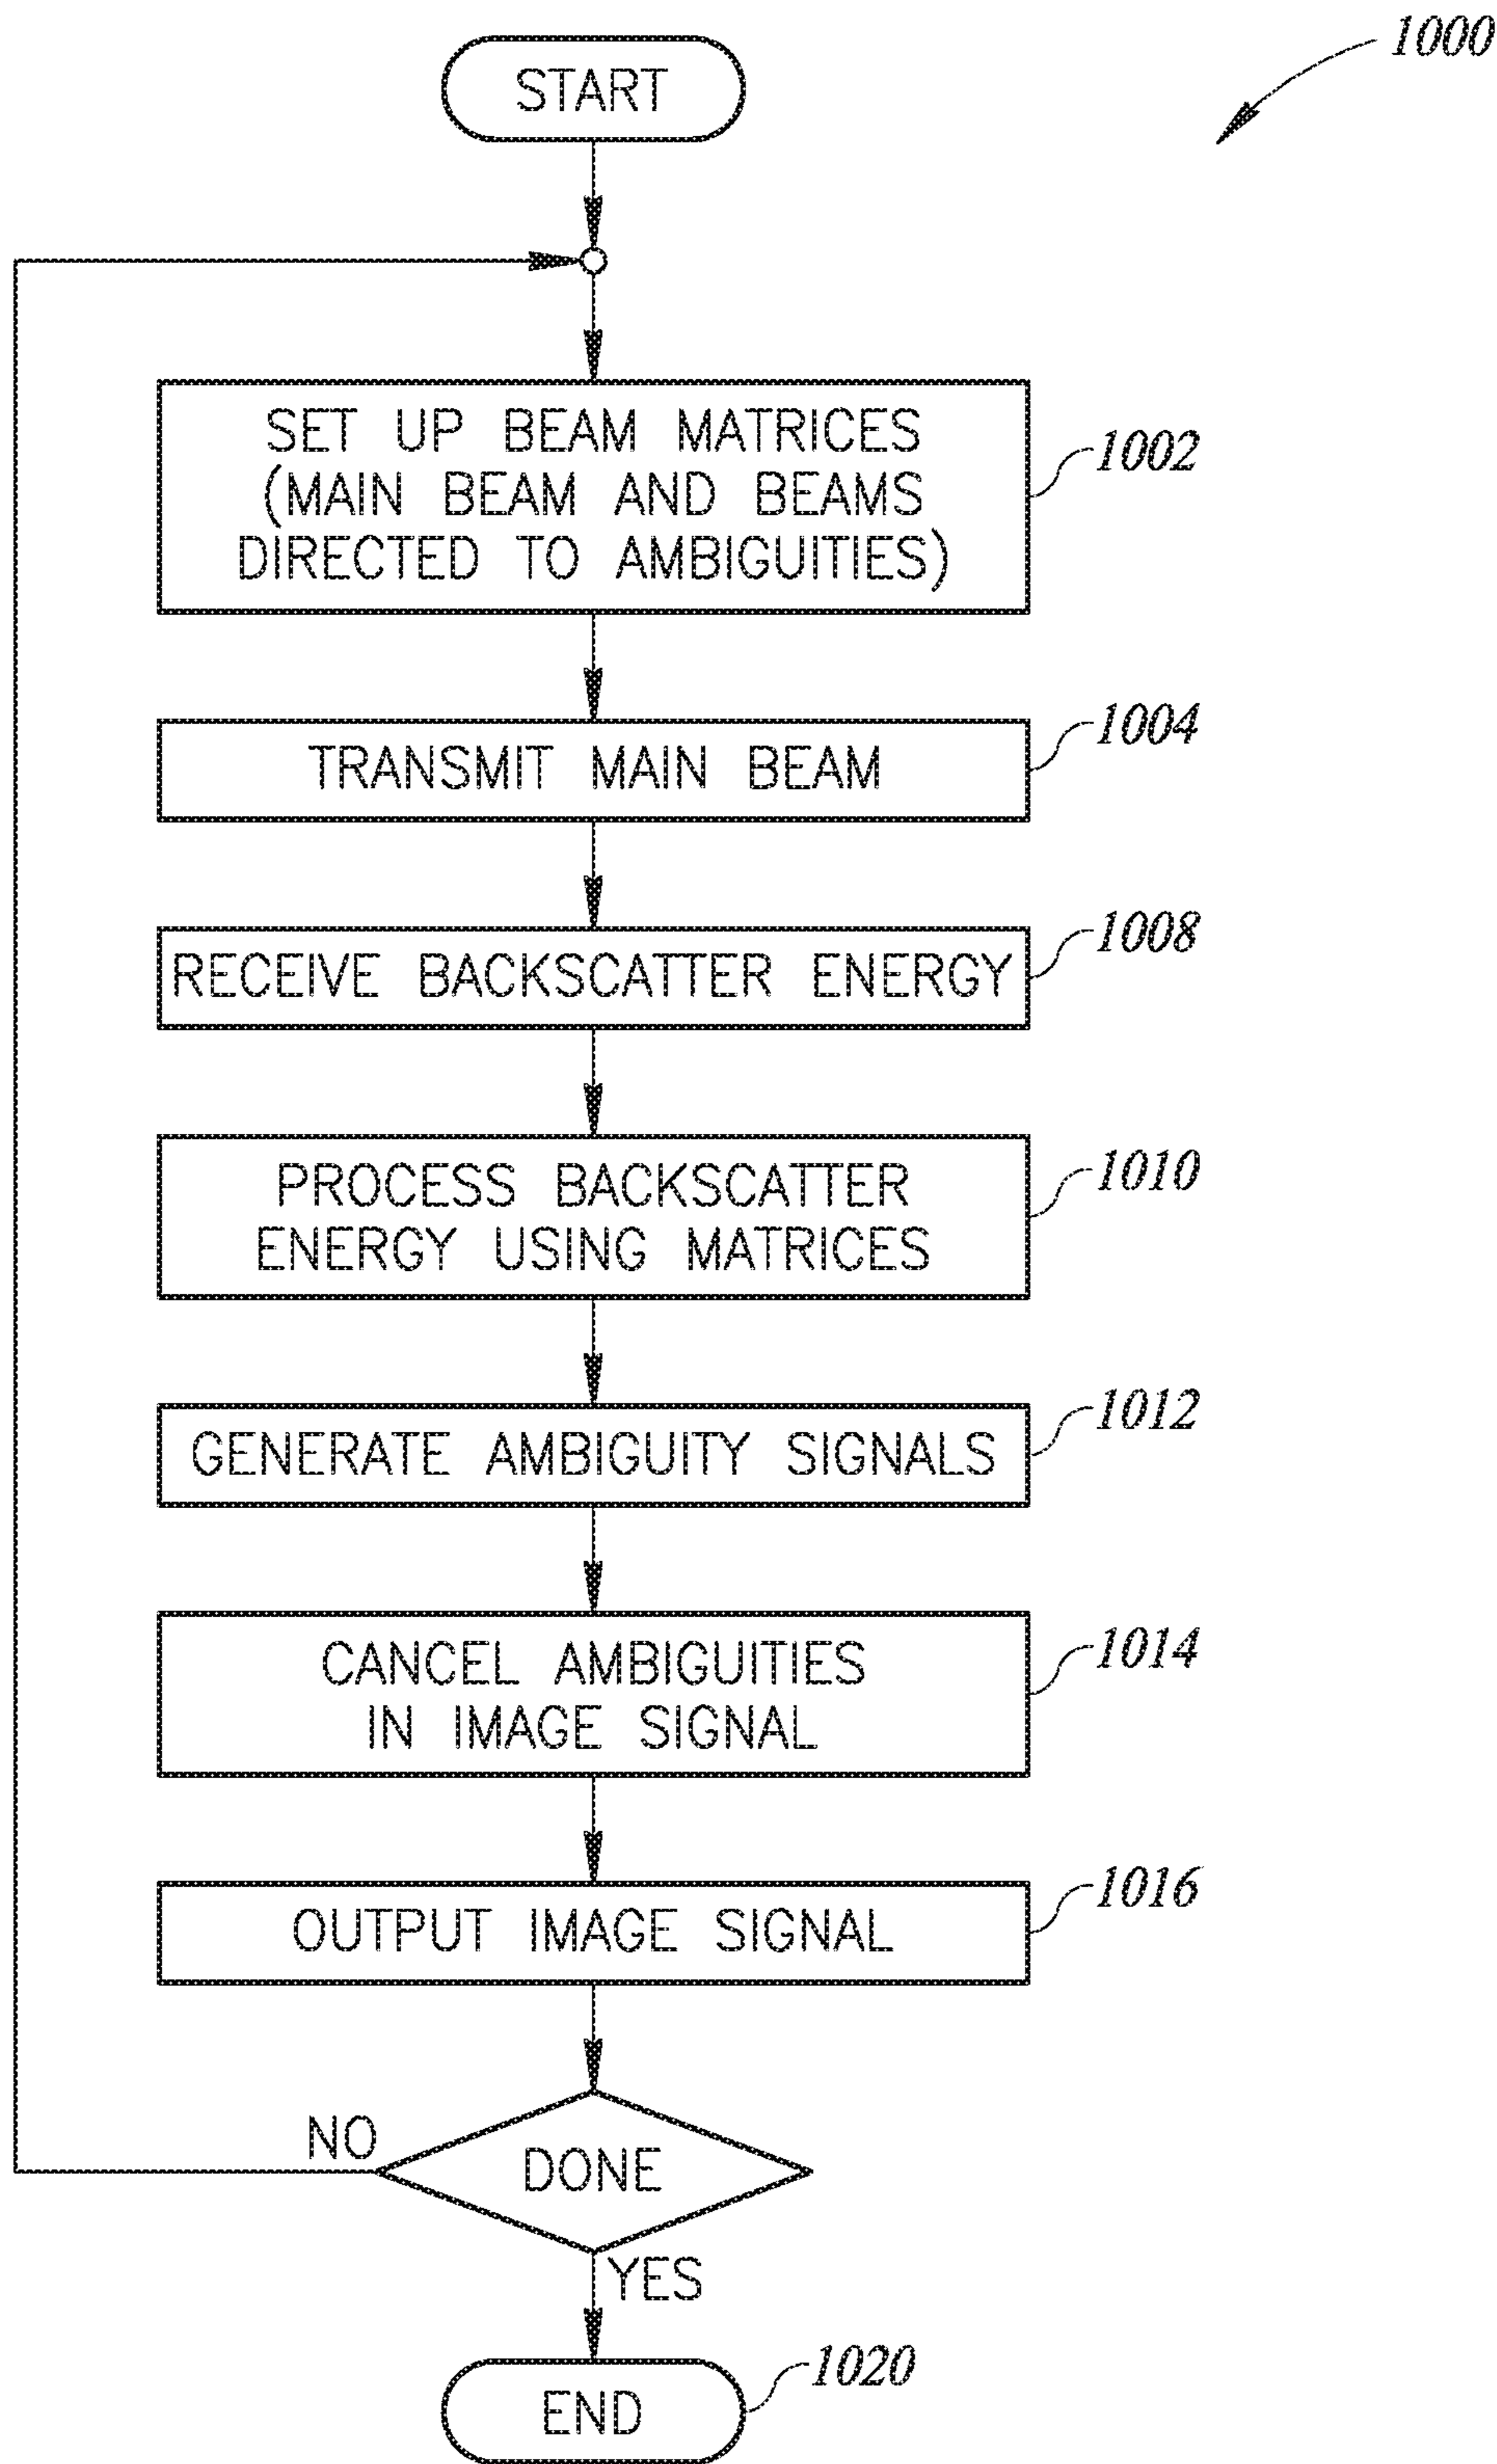 1000
START
SET UP BEAM MATRICES
(MAIN BEAM AND BEAMS
DIRECTED TO AMBIGUITIES)
1002
TRANSMIT MAIN BEAM
1004
RECEIVE BACKSCATTER ENERGY
1008
PROCESS BACKSCATTER
ENERGY USING MATRICES
1010
GENERATE AMBIGUITY SIGNALS
1012
CANCEL AMBIGUITIES
IN IMAGE SIGNAL
1014
OUTPUT IMAGE SIGNAL
1016
NO
DONE
YES
END
1020